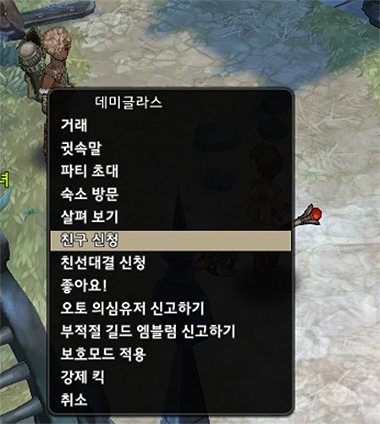 데미글라스
거래
귓속말
파티 초대
숙소 방문
살펴 보기
친구 신청
친선대결 신청
좋아요!
오토 의심유저 신고하기
부적절 길드 엠블럼 신고하기
보호모드 적용
강제 킥
취소